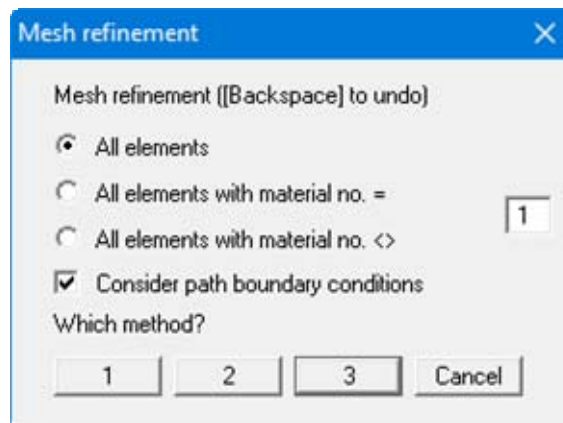 Mesh refinement
Mesh refinement ([Backspace] to undo)
All elements
All elements with material no. =
1
All elements with material no. <>
Consider path boundary conditions
Which method?
1 2 3 Cancel